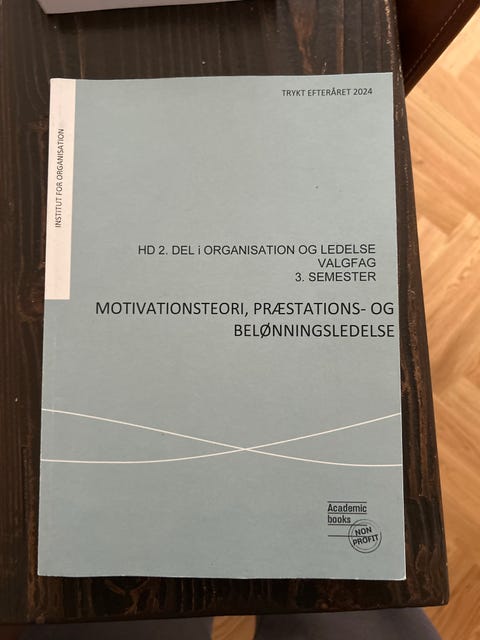 TRYKT EFTERÅRET 2024
INSTITUT FOR ORGANISATION
HD 2. DEL i ORGANISATION OG LEDELSE
VALGFAG
3. SEMESTER
MOTIVATIONSTEORI, PRÆSTATIONS- OG
BELØNNINGSLEDELSE
Academic
books
NON
PROFIT